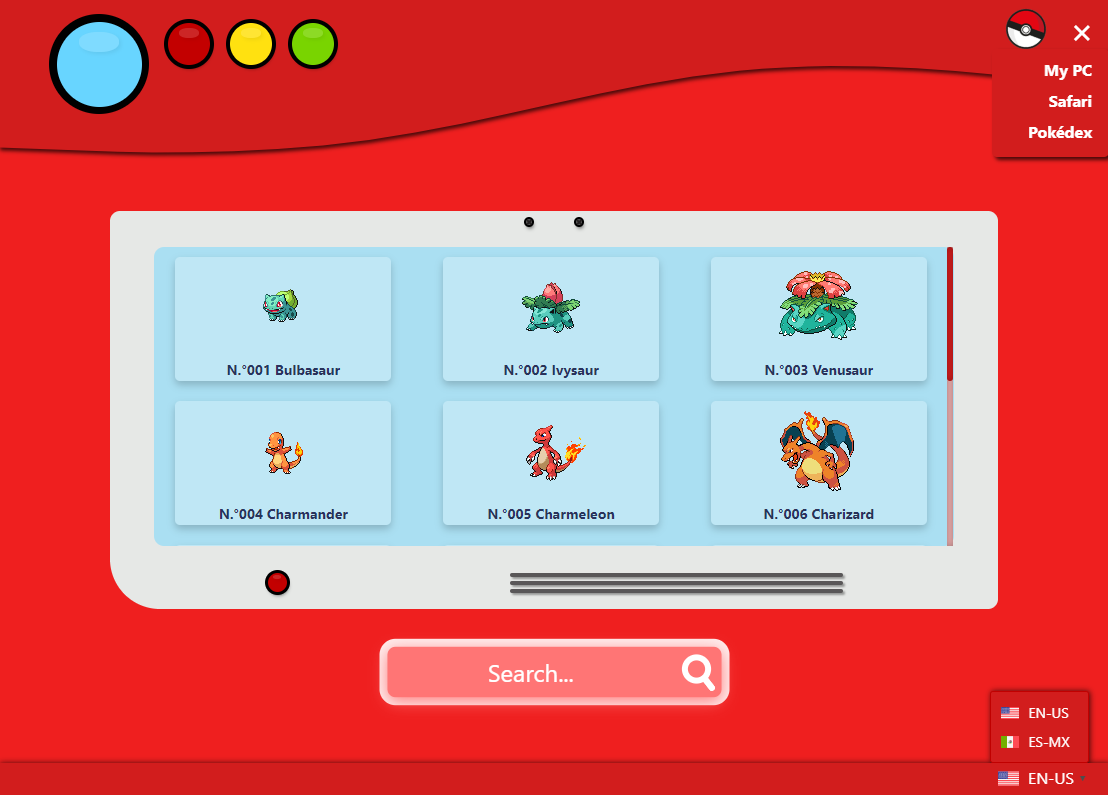 My PC
Safari
Pokédex
N.°001 Bulbasaur
N.°002 Ivysaur
N.°003 Venusaur
N.°004 Charmander
N.°005 Charmeleon
N.°006 Charizard
Search...
EN-US
ES-MX
EN-US